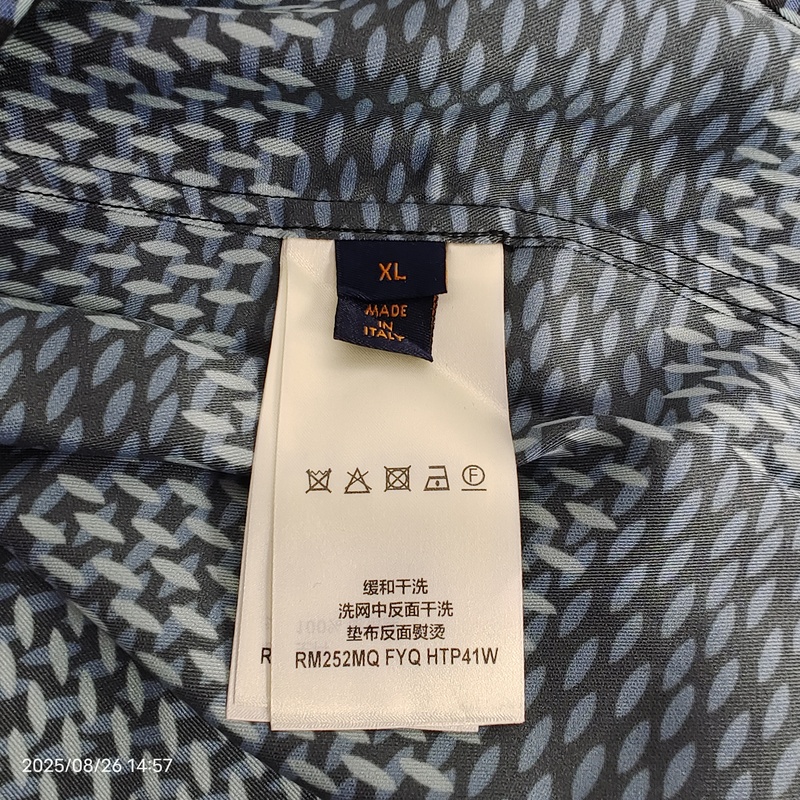 XL
MADE
IN
ITALY
F
缓和干洗
洗网中反面干洗
垫布反面熨烫
RM252MQ FYQ HTP41W
R
2025/08/26 14:57